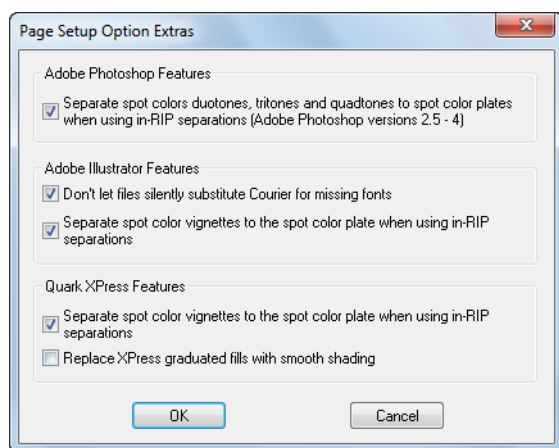 Page Setup Option Extras
Adobe Photoshop Features
Separate spot colors duotones, tritones and quadtones to spot color plates
when using in-RIP separations (Adobe Photoshop versions 2.5 - 4)
Adobe Illustrator Features
Don't let files silently substitute Courier for missing fonts
Separate spot color vignettes to the spot color plate when using in-RIP
separations
Quark XPress Features
Separate spot color vignettes to the spot color plate when using in-RIP
separations
Replace XPress graduated fills with smooth shading
OK Cancel